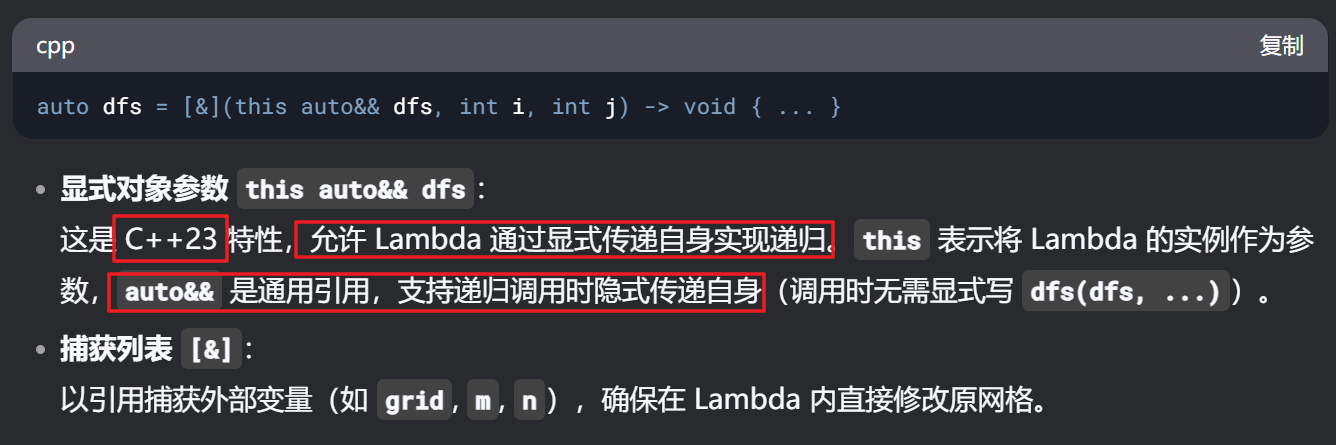 cpp 复制
auto dfs = [&](this auto&& dfs, int i, int j) -> void { ... }
• 显式对象参数 this auto&& dfs：
这是 C++23 特性，允许 Lambda 通过显式传递自身实现递归。this 表示将 Lambda 的实例作为参
数，auto&& 是通用引用，支持递归调用时隐式传递自身（调用时无需显式写 dfs(dfs, ...)）。
• 捕获列表 [&]：
以引用捕获外部变量（如 grid, m, n），确保在 Lambda 内直接修改原网格。